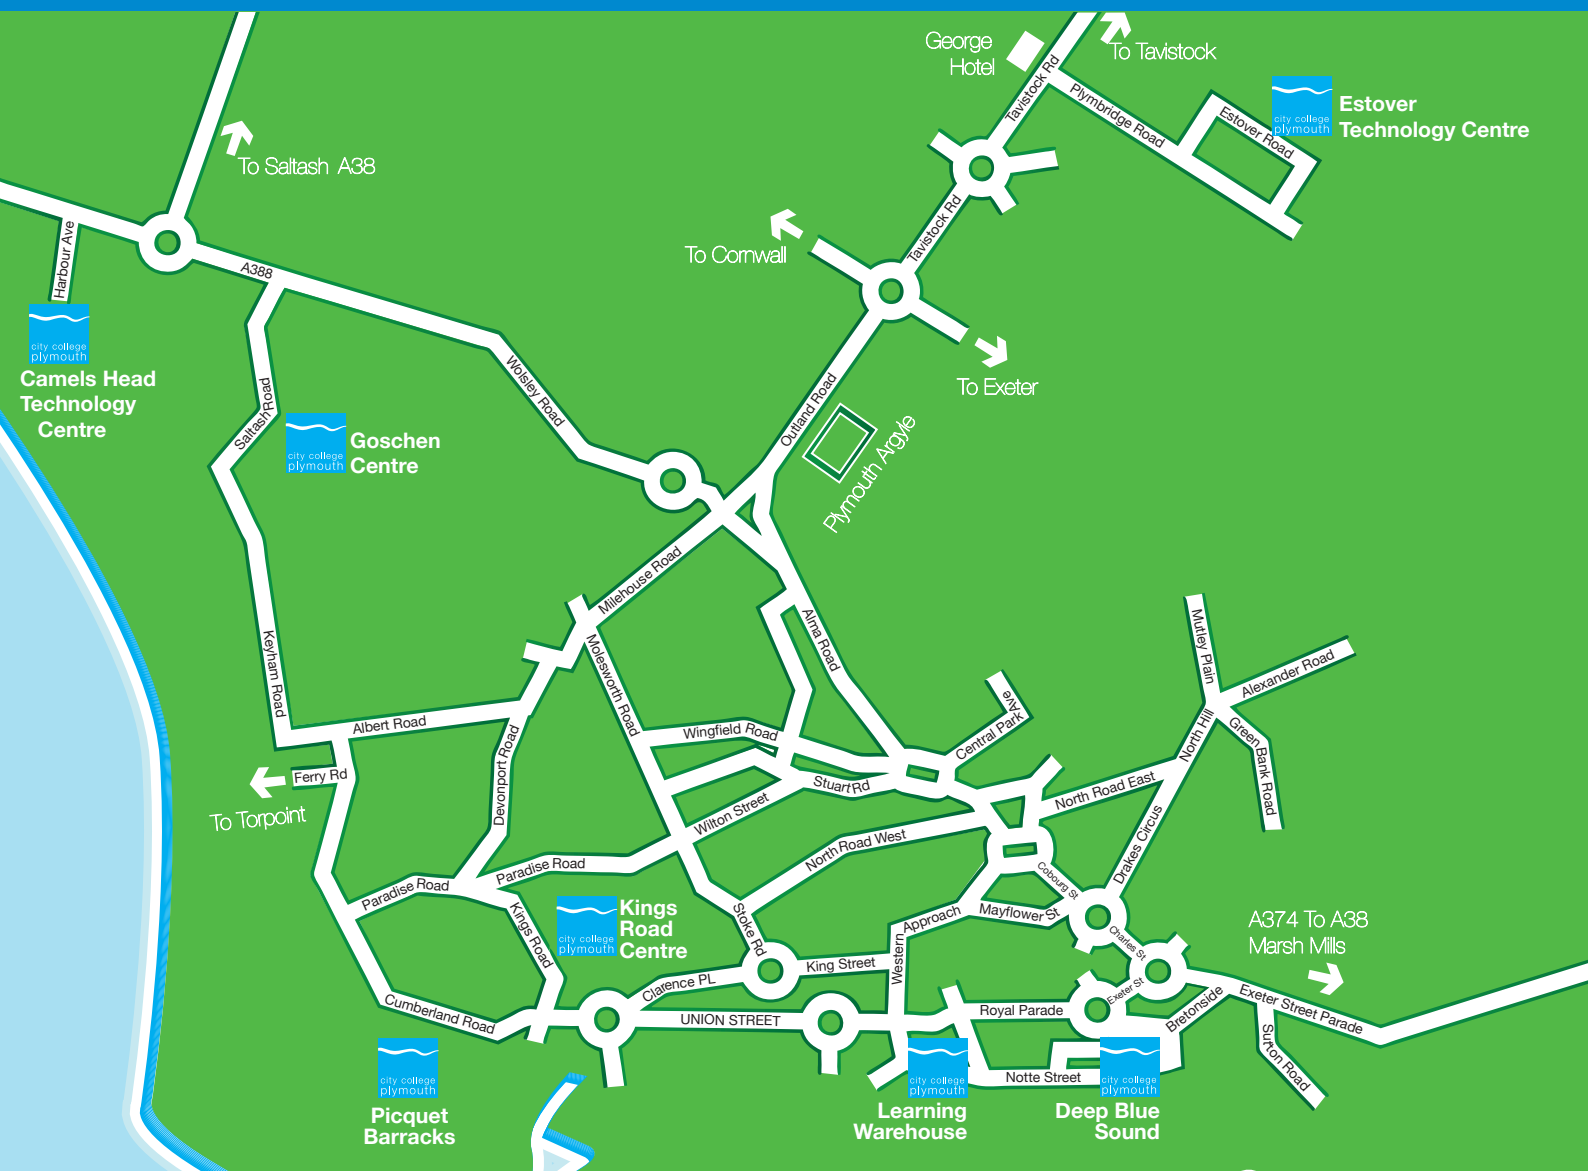 George
Hotel
To Tavistock
Tavistock Rd
Plymbridge Road
Estover Road
city college
plymouth
Estover
Technology Centre
To Saltash A38
Harbour Ave
A388
Tavistock Rd
To Cornwall
To Exeter
city college
plymouth
Camels Head
Technology
Centre
Wolsley Road
Outland Road
Plymouth Argyle
Saltash Road
city college
plymouth
Goschen
Centre
Milehouse Road
Keyham Road
Molesworth Road
Alma Road
Mutley Plain
Alexander Road
Albert Road
Devonport Road
Wingfield Road
Central Park
Ave
North Hill
Green Bank Road
Ferry Rd
To Torpoint
Stuart Rd
Wilton Street
North Road East
North Road West
Drakes Circus
Paradise Road
Paradise Road
Cobourg St
Kings Road
city college
plymouth
Kings
Road
Centre
Stoke Rd
Western
Approach
Mayflower St
Charles St
A374 To A38
Marsh Mills
King Street
Clarence PL
Cumberland Road
UNION STREET
Royal Parade
Exeter St
Bretonside
Exeter Street Parade
Surton Road
Notte Street
city college
plymouth
Picquet
Barracks
city college
plymouth
Learning
Warehouse
city college
plymouth
Deep Blue
Sound